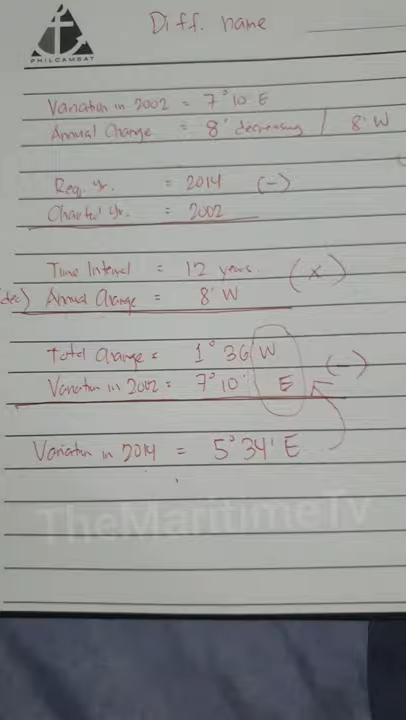 PHILCAMSAT
Diff. name
Variation in 2002 = 7° 10' E
Annual Change = 8' decreasing / 8' W
Req. yr. = 2014 (-)
Charted yr. = 2002
Time Interval = 12 years (x)
dec) Annual Change = 8' W
Total Change = 1° 36' W
Variation in 2002 = 7° 10' E (-)
Variation in 2014 = 5° 34' E
TheMaritimeTv